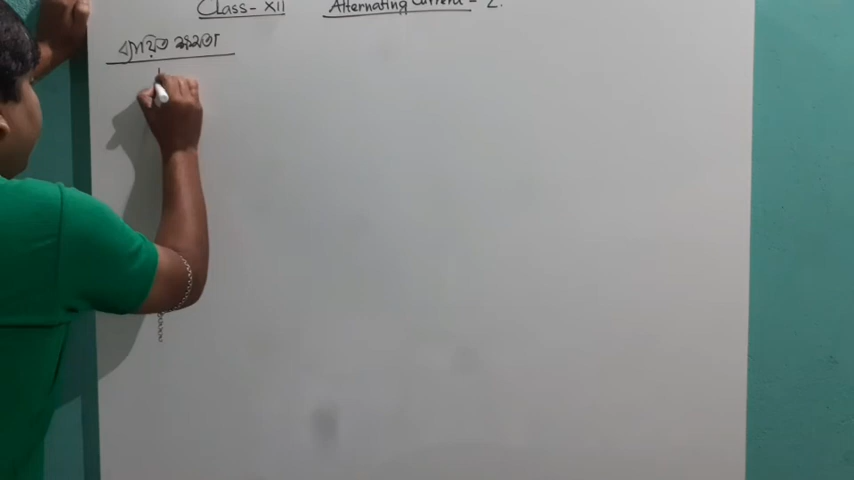 Class - XII Alternating Current - 2.
ব্যয়িত ক্ষমতা